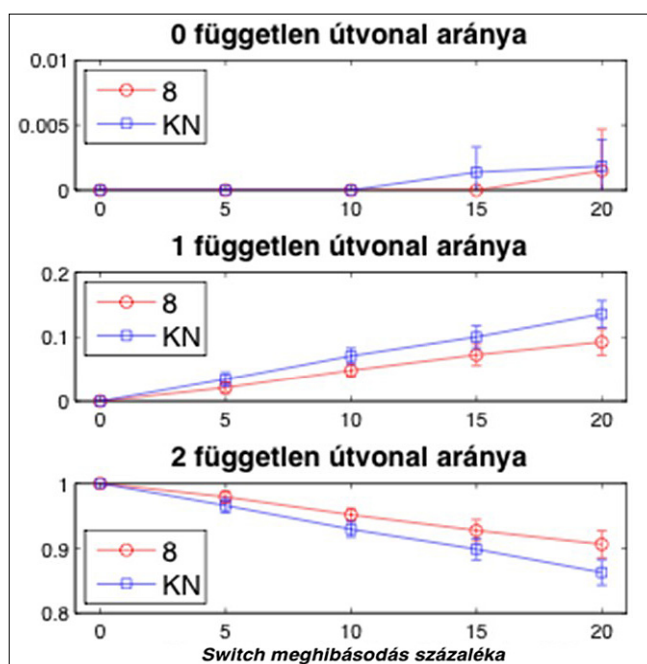 0 független útvonal aránya
0.01
0.005
0
8
KN
0 5 10 15 20
1 független útvonal aránya
0.2
0.1
0
8
KN
0 5 10 15 20
2 független útvonal aránya
1
0.9
0.8
8
KN
0 5 10 15 20
Switch meghibásodás százaléka